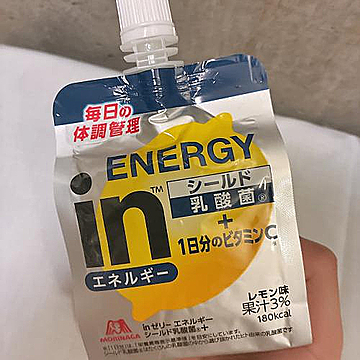 毎日の
体調管理
ENERGY
in™
シールド
乳酸菌®
+
1日分のビタミンC
エネルギー
レモン味
果汁3%
180kcal
MORINAGA
inゼリー エネルギー
シールド乳酸菌®+